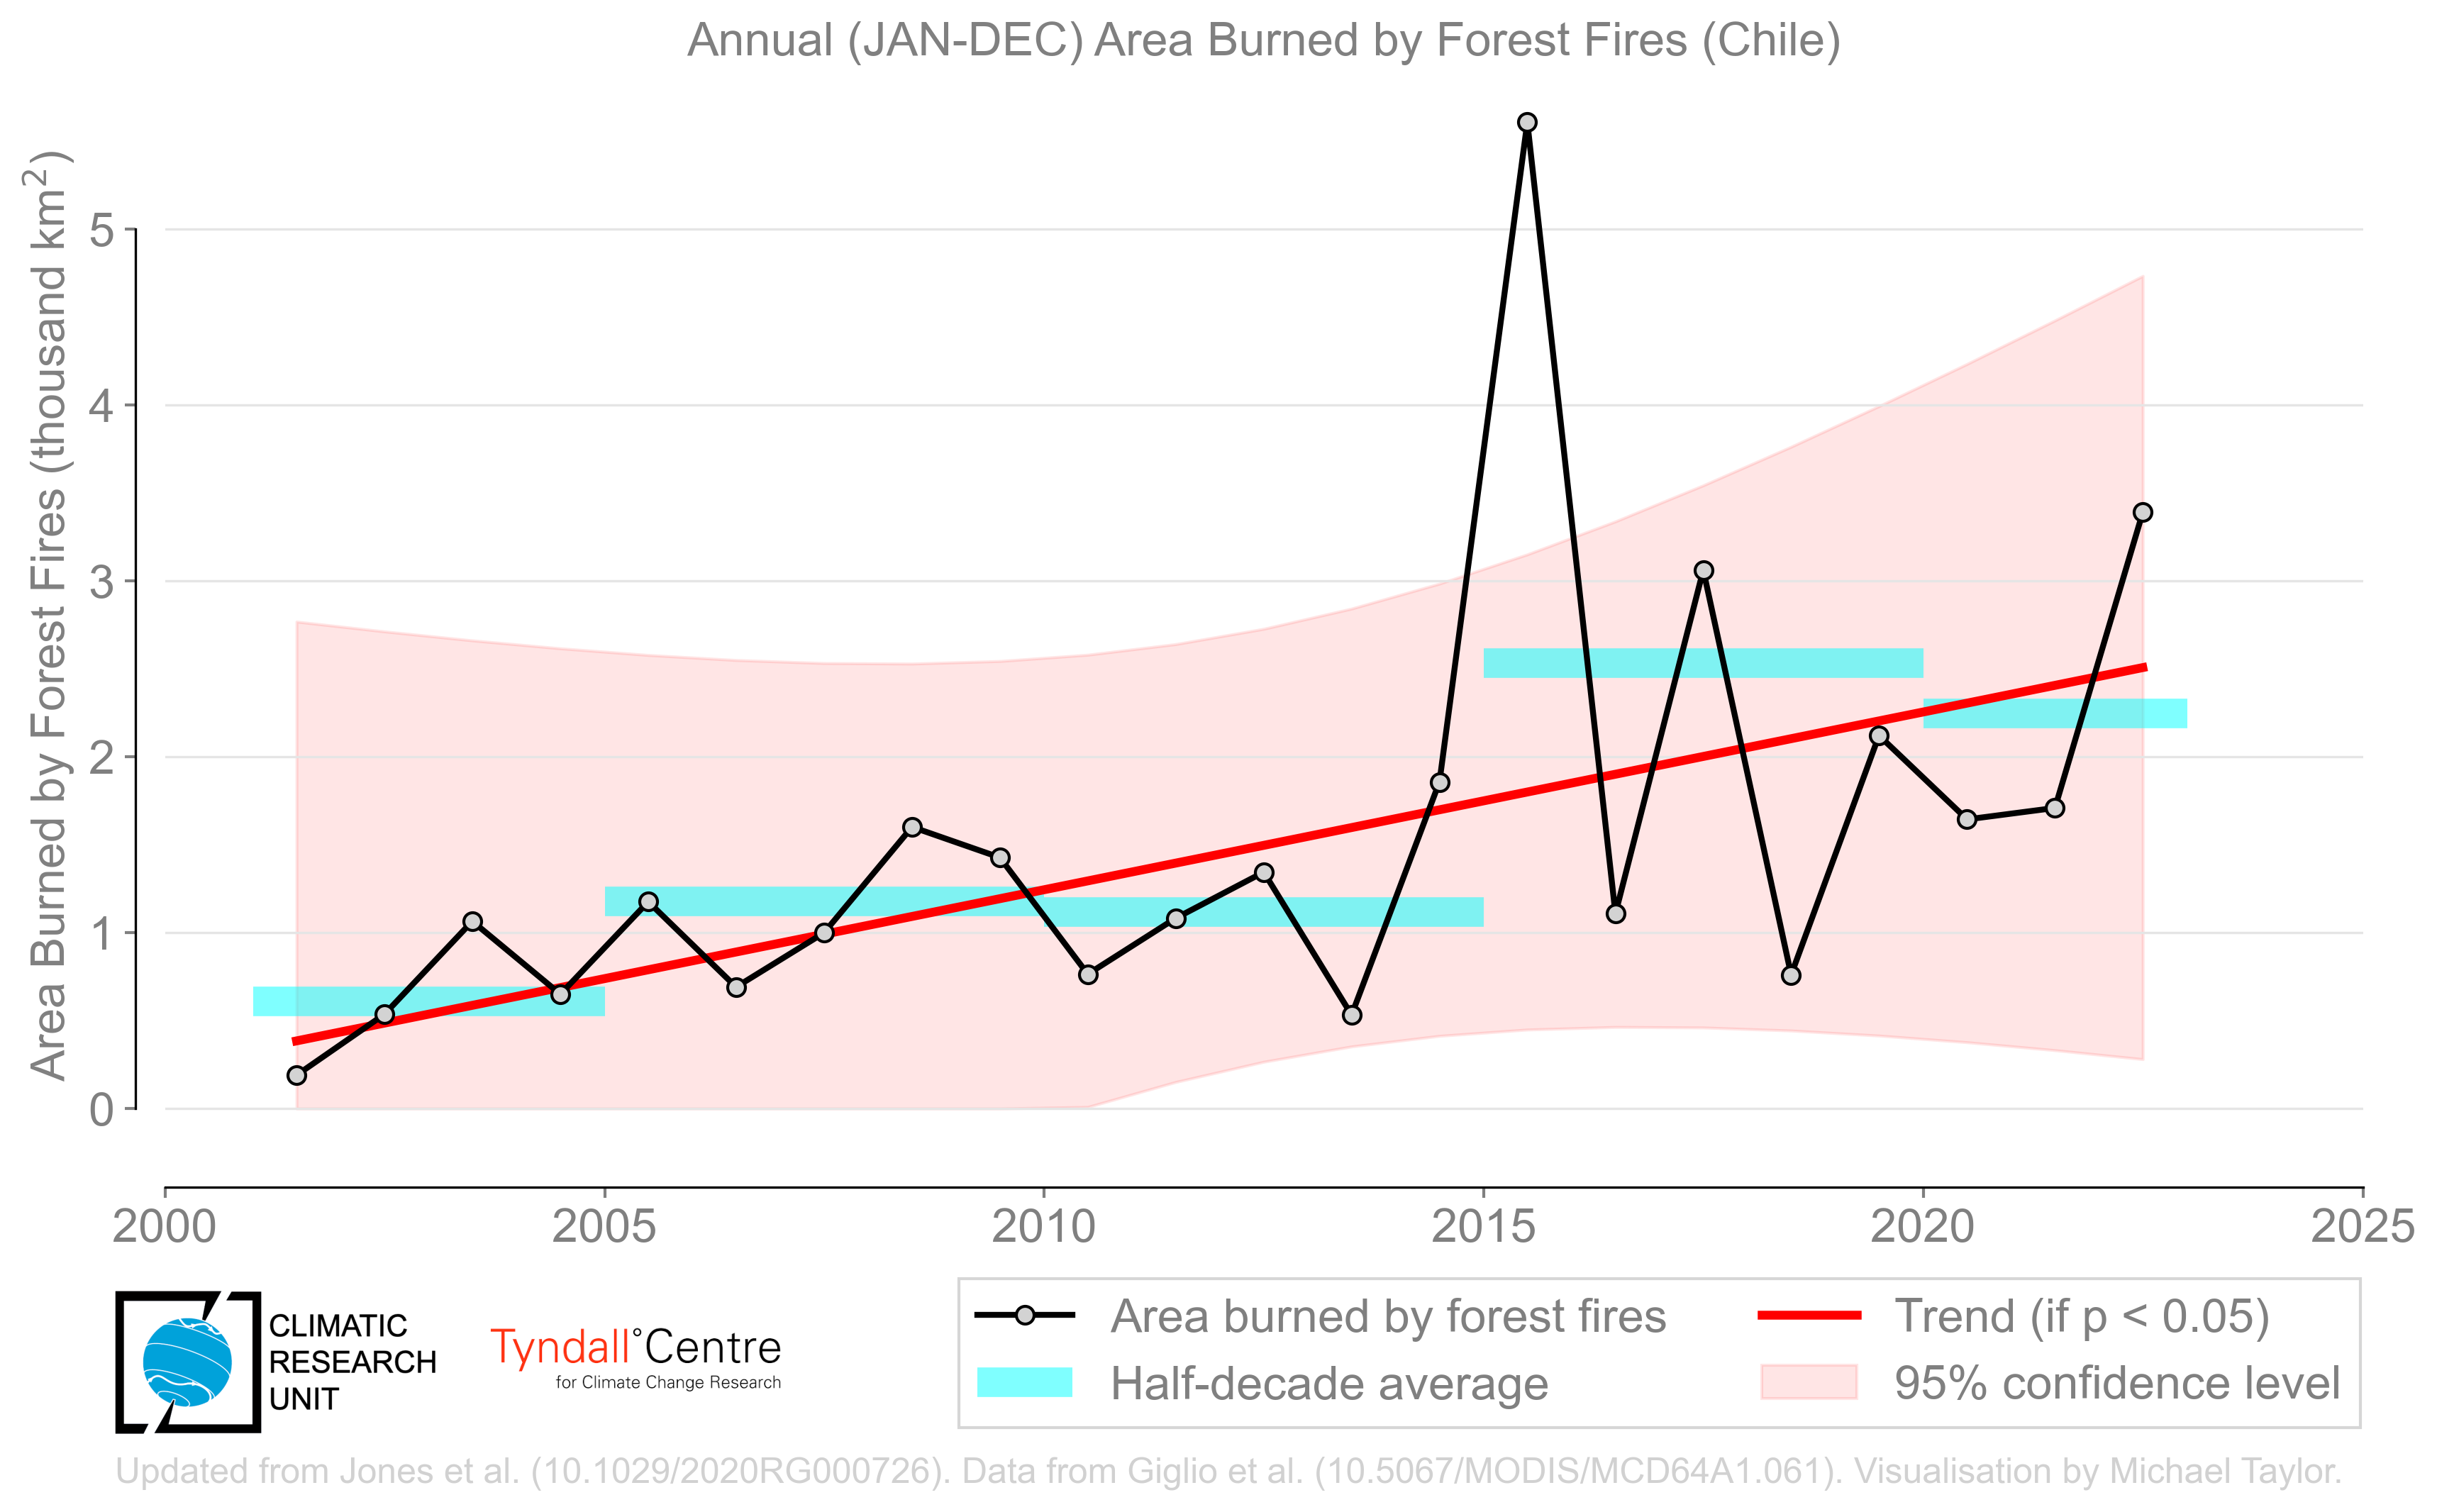 Annual (JAN-DEC) Area Burned by Forest Fires (Chile)
Area Burned by Forest Fires (thousand km²)
5
4
3
2
1
0
2000 2005 2010 2015 2020 2025
CLIMATIC
RESEARCH
UNIT
Tyndall°Centre
for Climate Change Research
Area burned by forest fires
Half-decade average
Trend (if p < 0.05)
95% confidence level
Updated from Jones et al. (10.1029/2020RG000726). Data from Giglio et al. (10.5067/MODIS/MCD64A1.061). Visualisation by Michael Taylor.